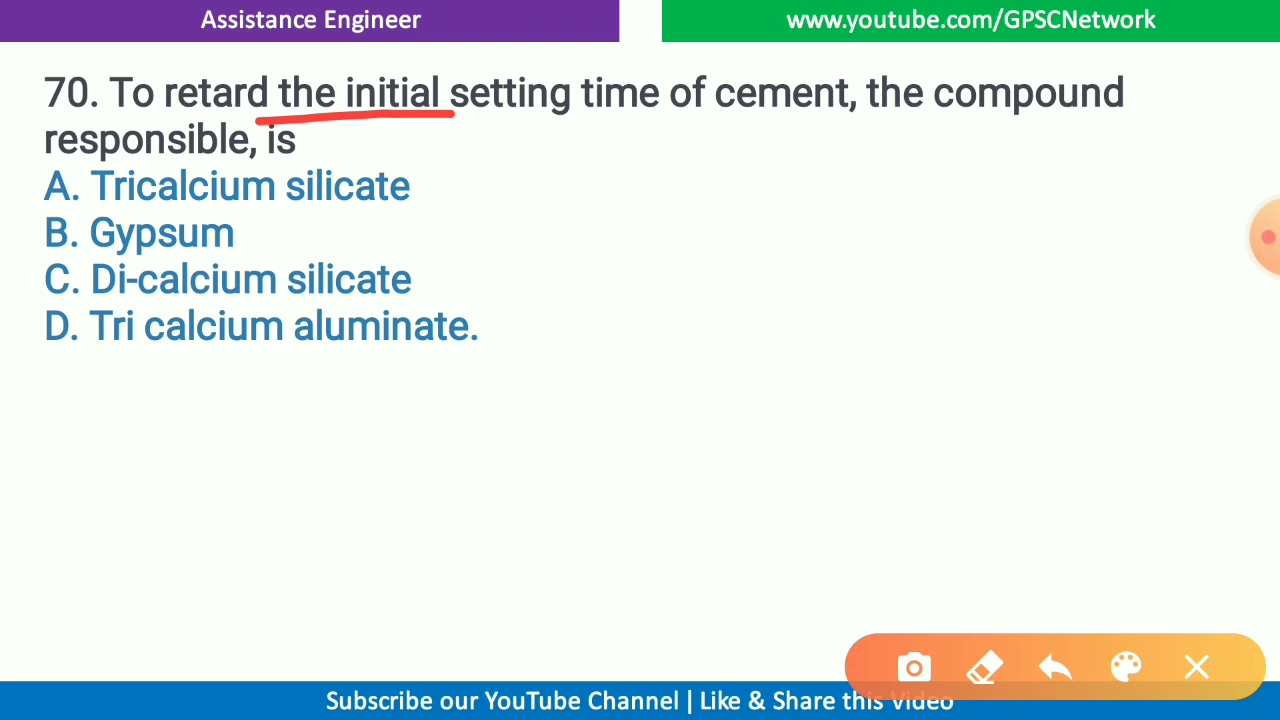 Assistance Engineer
www.youtube.com/GPSCNetwork
70. To retard the initial setting time of cement, the compound
responsible, is
A. Tricalcium silicate
B. Gypsum
C. Di-calcium silicate
D. Tri calcium aluminate.
Subscribe our YouTube Channel | Like & Share this Video